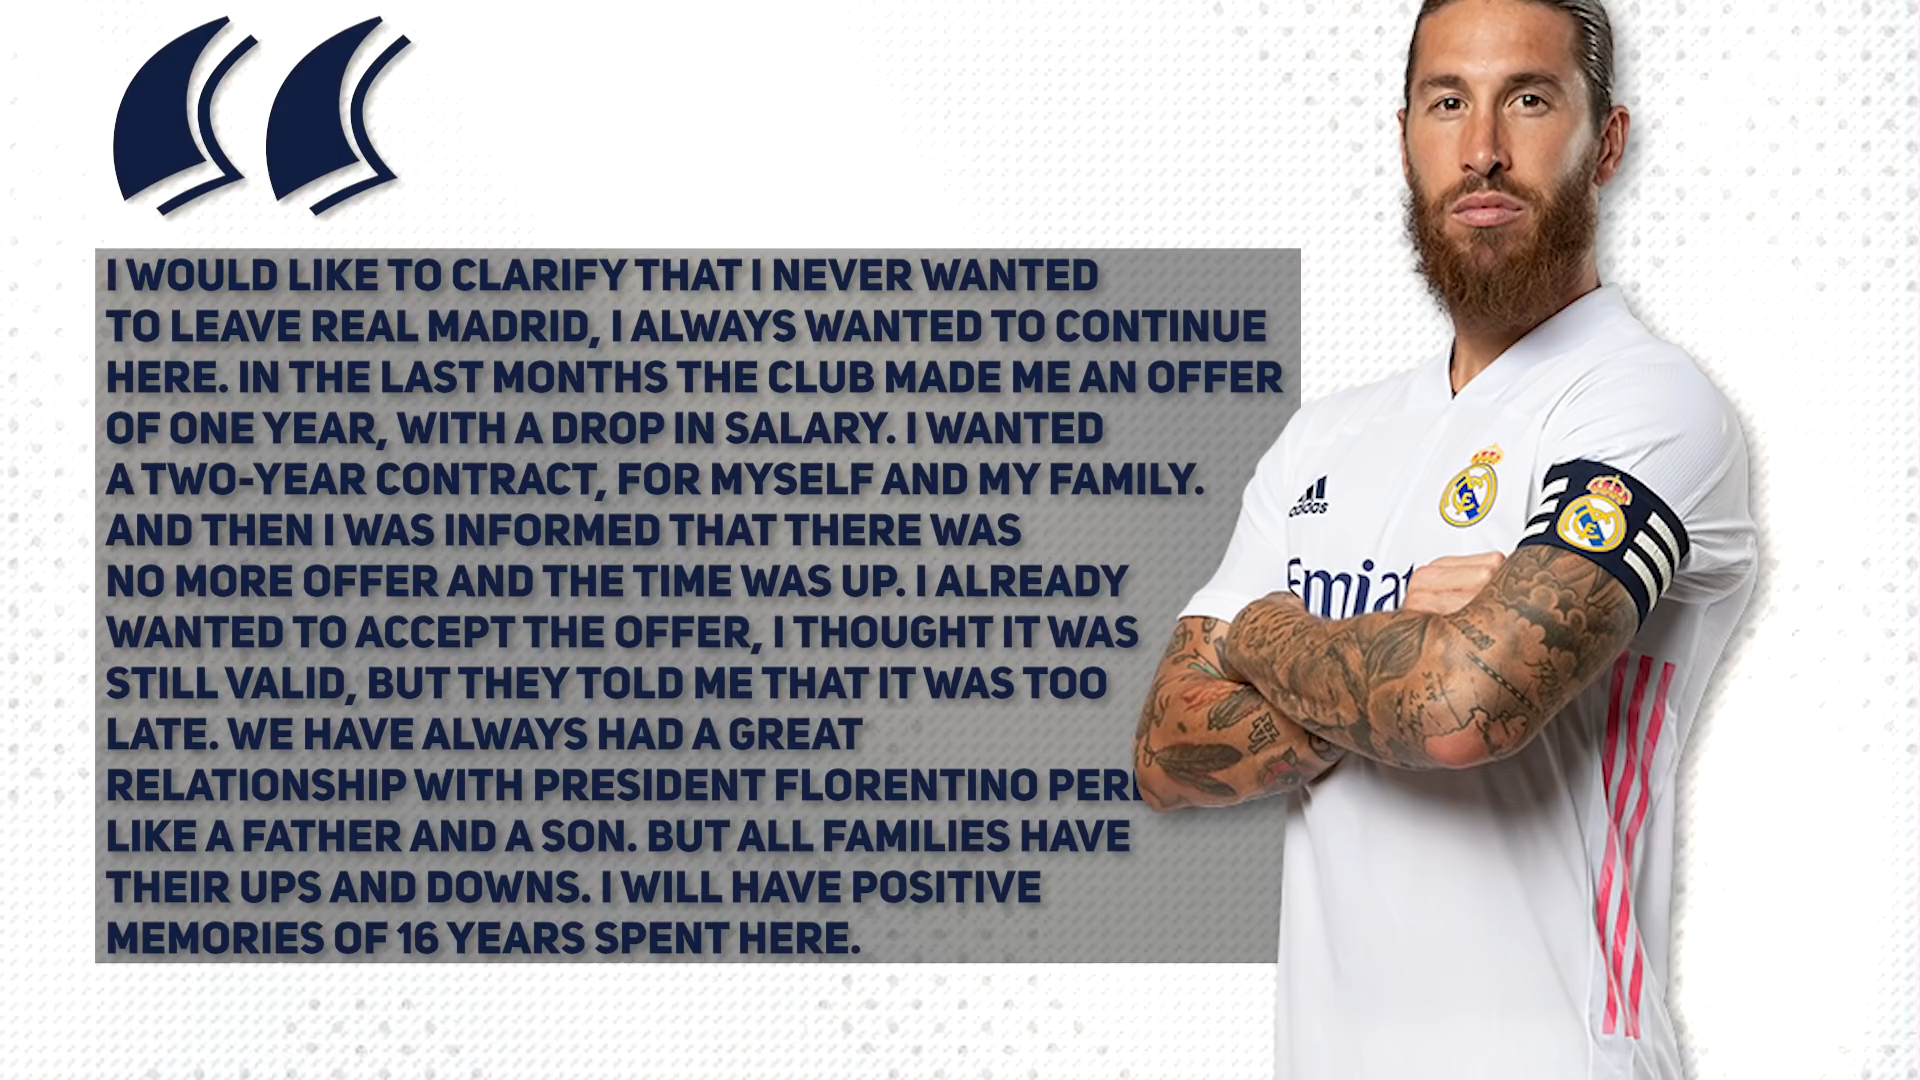 I WOULD LIKE TO CLARIFY THAT I NEVER WANTED
TO LEAVE REAL MADRID, I ALWAYS WANTED TO CONTINUE
HERE. IN THE LAST MONTHS THE CLUB MADE ME AN OFFER
OF ONE YEAR, WITH A DROP IN SALARY. I WANTED
A TWO-YEAR CONTRACT, FOR MYSELF AND MY FAMILY.
AND THEN I WAS INFORMED THAT THERE WAS
NO MORE OFFER AND THE TIME WAS UP. I ALREADY
WANTED TO ACCEPT THE OFFER, I THOUGHT IT WAS
STILL VALID, BUT THEY TOLD ME THAT IT WAS TOO
LATE. WE HAVE ALWAYS HAD A GREAT
RELATIONSHIP WITH PRESIDENT FLORENTINO
LIKE A FATHER AND A SON. BUT ALL FAMILIES HAVE
THEIR UPS AND DOWNS. I WILL HAVE POSITIVE
MEMORIES OF 16 YEARS SPENT HERE.
adidas